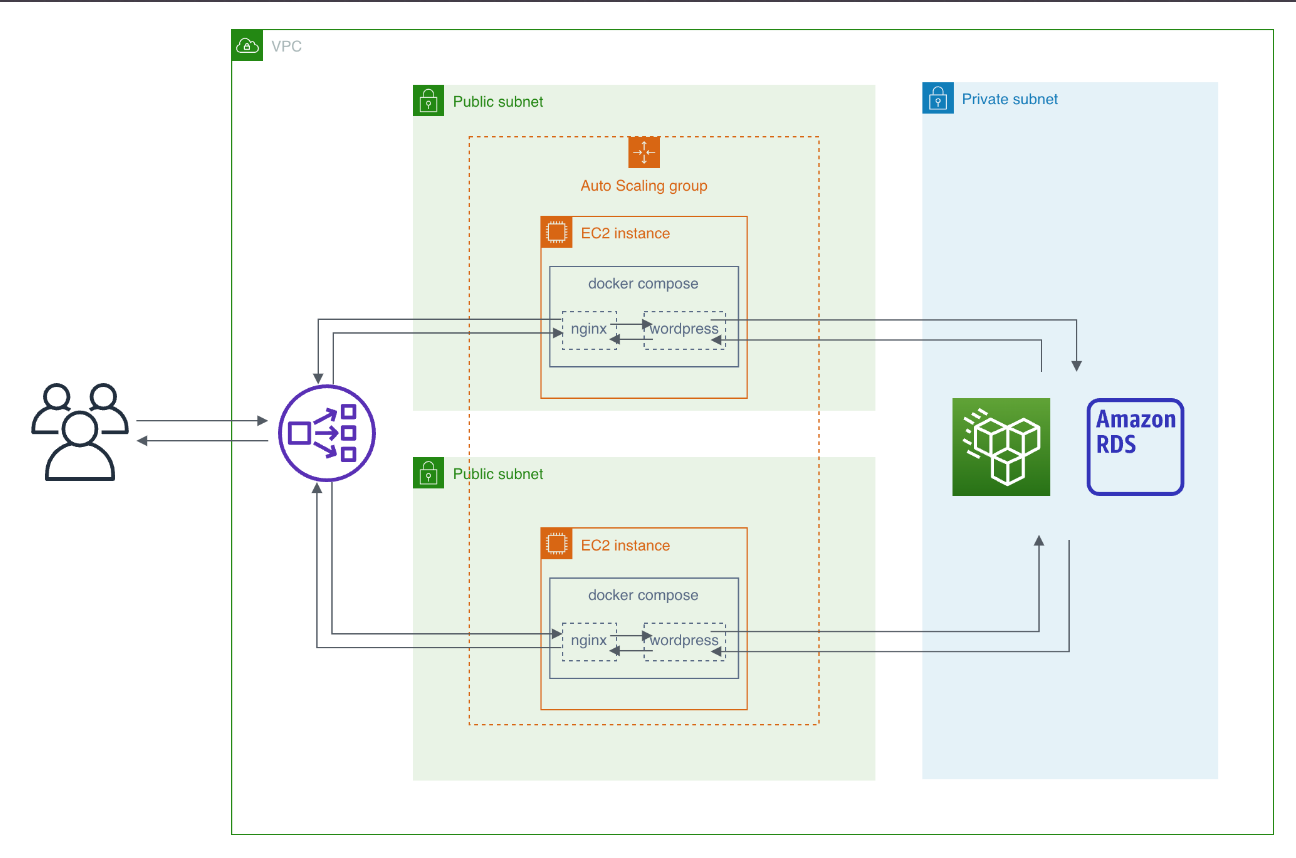 VPC
Public subnet
Private subnet
Auto Scaling group
EC2 instance
docker compose
nginx
wordpress
Amazon
RDS
Public subnet
EC2 instance
docker compose
nginx
wordpress